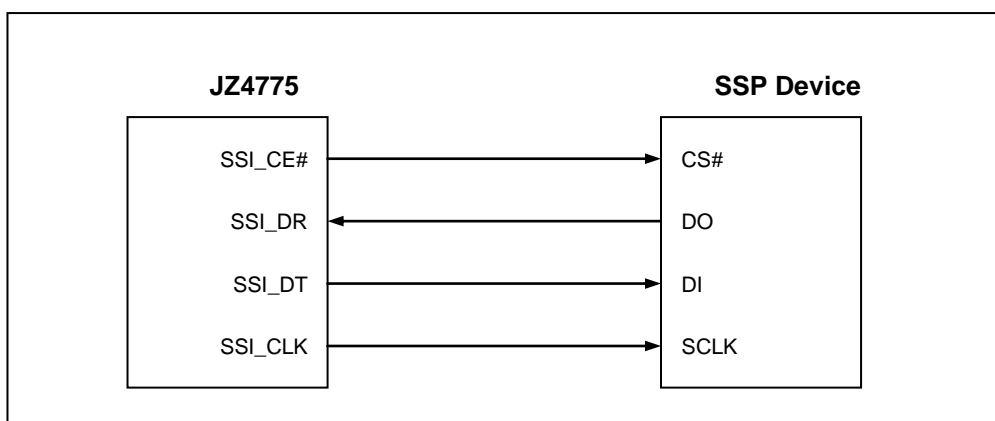 JZ4775 SSP Device
SSI_CE# CS#
SSI_DR DO
SSI_DT DI
SSI_CLK SCLK